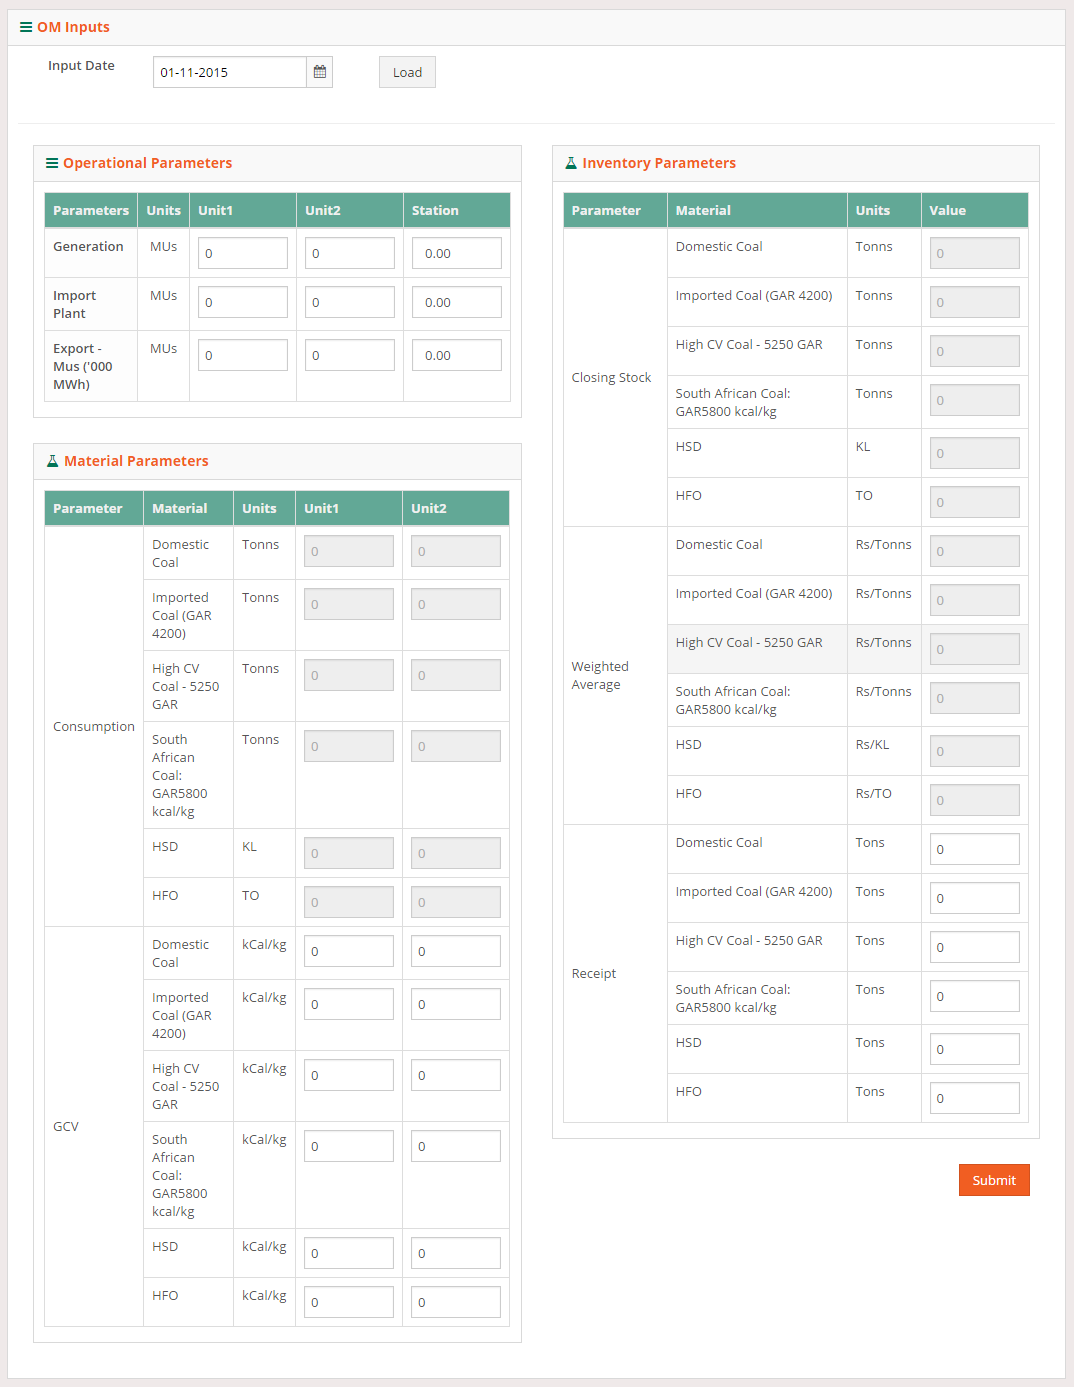 OM Inputs
Input Date
01-11-2015
Load
Operational Parameters
Parameters Units Unit1 Unit2 Station
Generation MUs 0 0 0.00
Import
Plant
MUs 0 0 0.00
Export -
Mus ('000
MWh)
MUs 0 0 0.00
Material Parameters
Parameter Material Units Unit1 Unit2
Consumption
Domestic
Coal
Tonns 0 0
Imported
Coal (GAR
4200)
Tonns 0 0
High CV
Coal - 5250
GAR
Tonns 0 0
South
African
Coal:
GAR5800
kcal/kg
Tonns 0 0
HSD KL 0 0
HFO TO 0 0
GCV
Domestic
Coal
kCal/kg 0 0
Imported
Coal (GAR
4200)
kCal/kg 0 0
High CV
Coal - 5250
GAR
kCal/kg 0 0
South
African
Coal:
GAR5800
kcal/kg
kCal/kg 0 0
HSD kCal/kg 0 0
HFO kCal/kg 0 0
Inventory Parameters
Parameter Material Units Value
Closing Stock
Domestic Coal Tonns 0
Imported Coal (GAR 4200) Tonns 0
High CV Coal - 5250 GAR Tonns 0
South African Coal:
GAR5800 kcal/kg
Tonns 0
HSD KL 0
HFO TO 0
Weighted
Average
Domestic Coal Rs/Tonns 0
Imported Coal (GAR 4200) Rs/Tonns 0
High CV Coal - 5250 GAR Rs/Tonns 0
South African Coal:
GAR5800 kcal/kg
Rs/Tonns 0
HSD Rs/KL 0
HFO Rs/TO 0
Receipt
Domestic Coal Tons 0
Imported Coal (GAR 4200) Tons 0
High CV Coal - 5250 GAR Tons 0
South African Coal:
GAR5800 kcal/kg
Tons 0
HSD Tons 0
HFO Tons 0
Submit